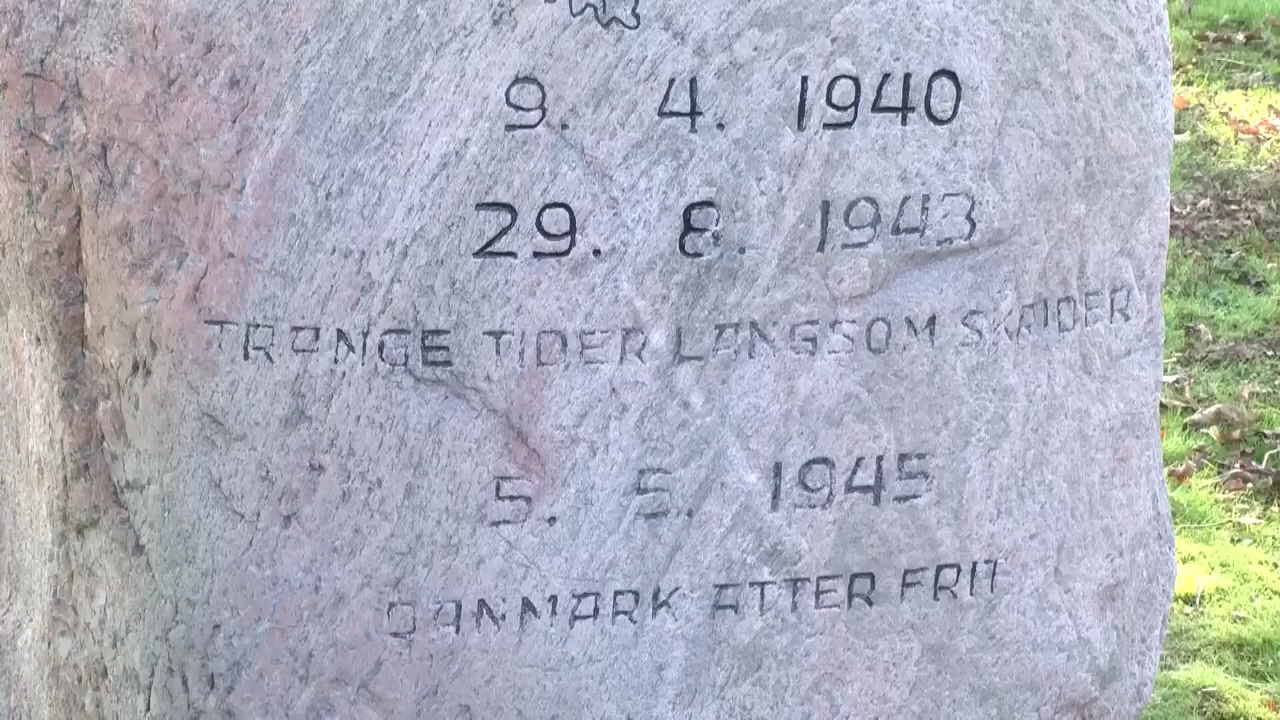 9. 4. 1940
29. 8. 1943
TRANGE TIDER LANGSOM SKRIDER
5. 5. 1945
DANMARK ATTER FRIT